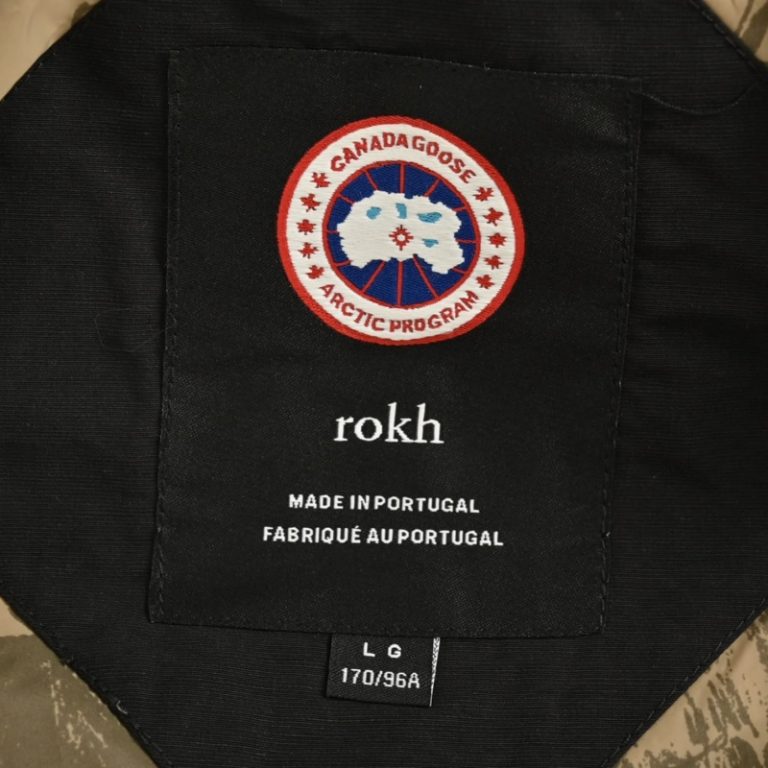 CANADA GOOSE
ARCTIC PROGRAM
rokh
MADE IN PORTUGAL
FABRIQUÉ AU PORTUGAL
L G
170/96A